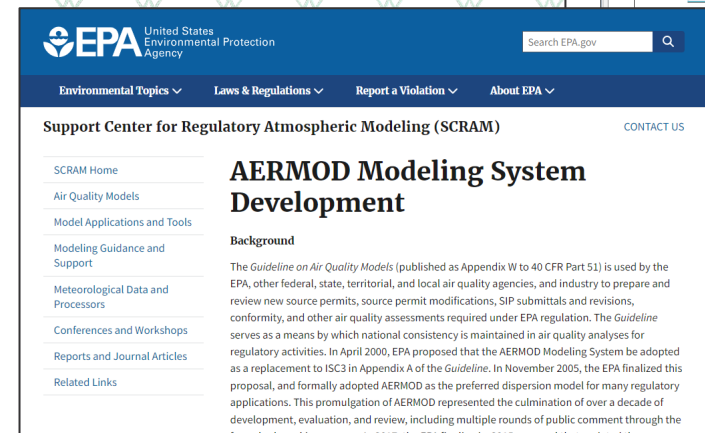 EPA United States
Environmental Protection
Agency
Search EPA.gov
Environmental Topics
Laws & Regulations
Report a Violation
About EPA
Support Center for Regulatory Atmospheric Modeling (SCRAM)
CONTACT US
SCRAM Home
Air Quality Models
Model Applications and Tools
Modeling Guidance and
Support
Meteorological Data and
Processors
Conferences and Workshops
Reports and Journal Articles
Related Links
AERMOD Modeling System
Development
Background
The Guideline on Air Quality Models (published as Appendix W to 40 CFR Part 51) is used by the
EPA, other federal, state, territorial, and local air quality agencies, and industry to prepare and
review new source permits, source permit modifications, SIP submittals and revisions,
conformity, and other air quality assessments required under EPA regulation. The Guideline
serves as a means by which national consistency is maintained in air quality analyses for
regulatory activities. In April 2000, EPA proposed that the AERMOD Modeling System be adopted
as a replacement to ISC3 in Appendix A of the Guideline. In November 2005, the EPA finalized this
proposal, and formally adopted AERMOD as the preferred dispersion model for many regulatory
applications. This promulgation of AERMOD represented the culmination of over a decade of
development, evaluation, and review, including multiple rounds of public comment through the